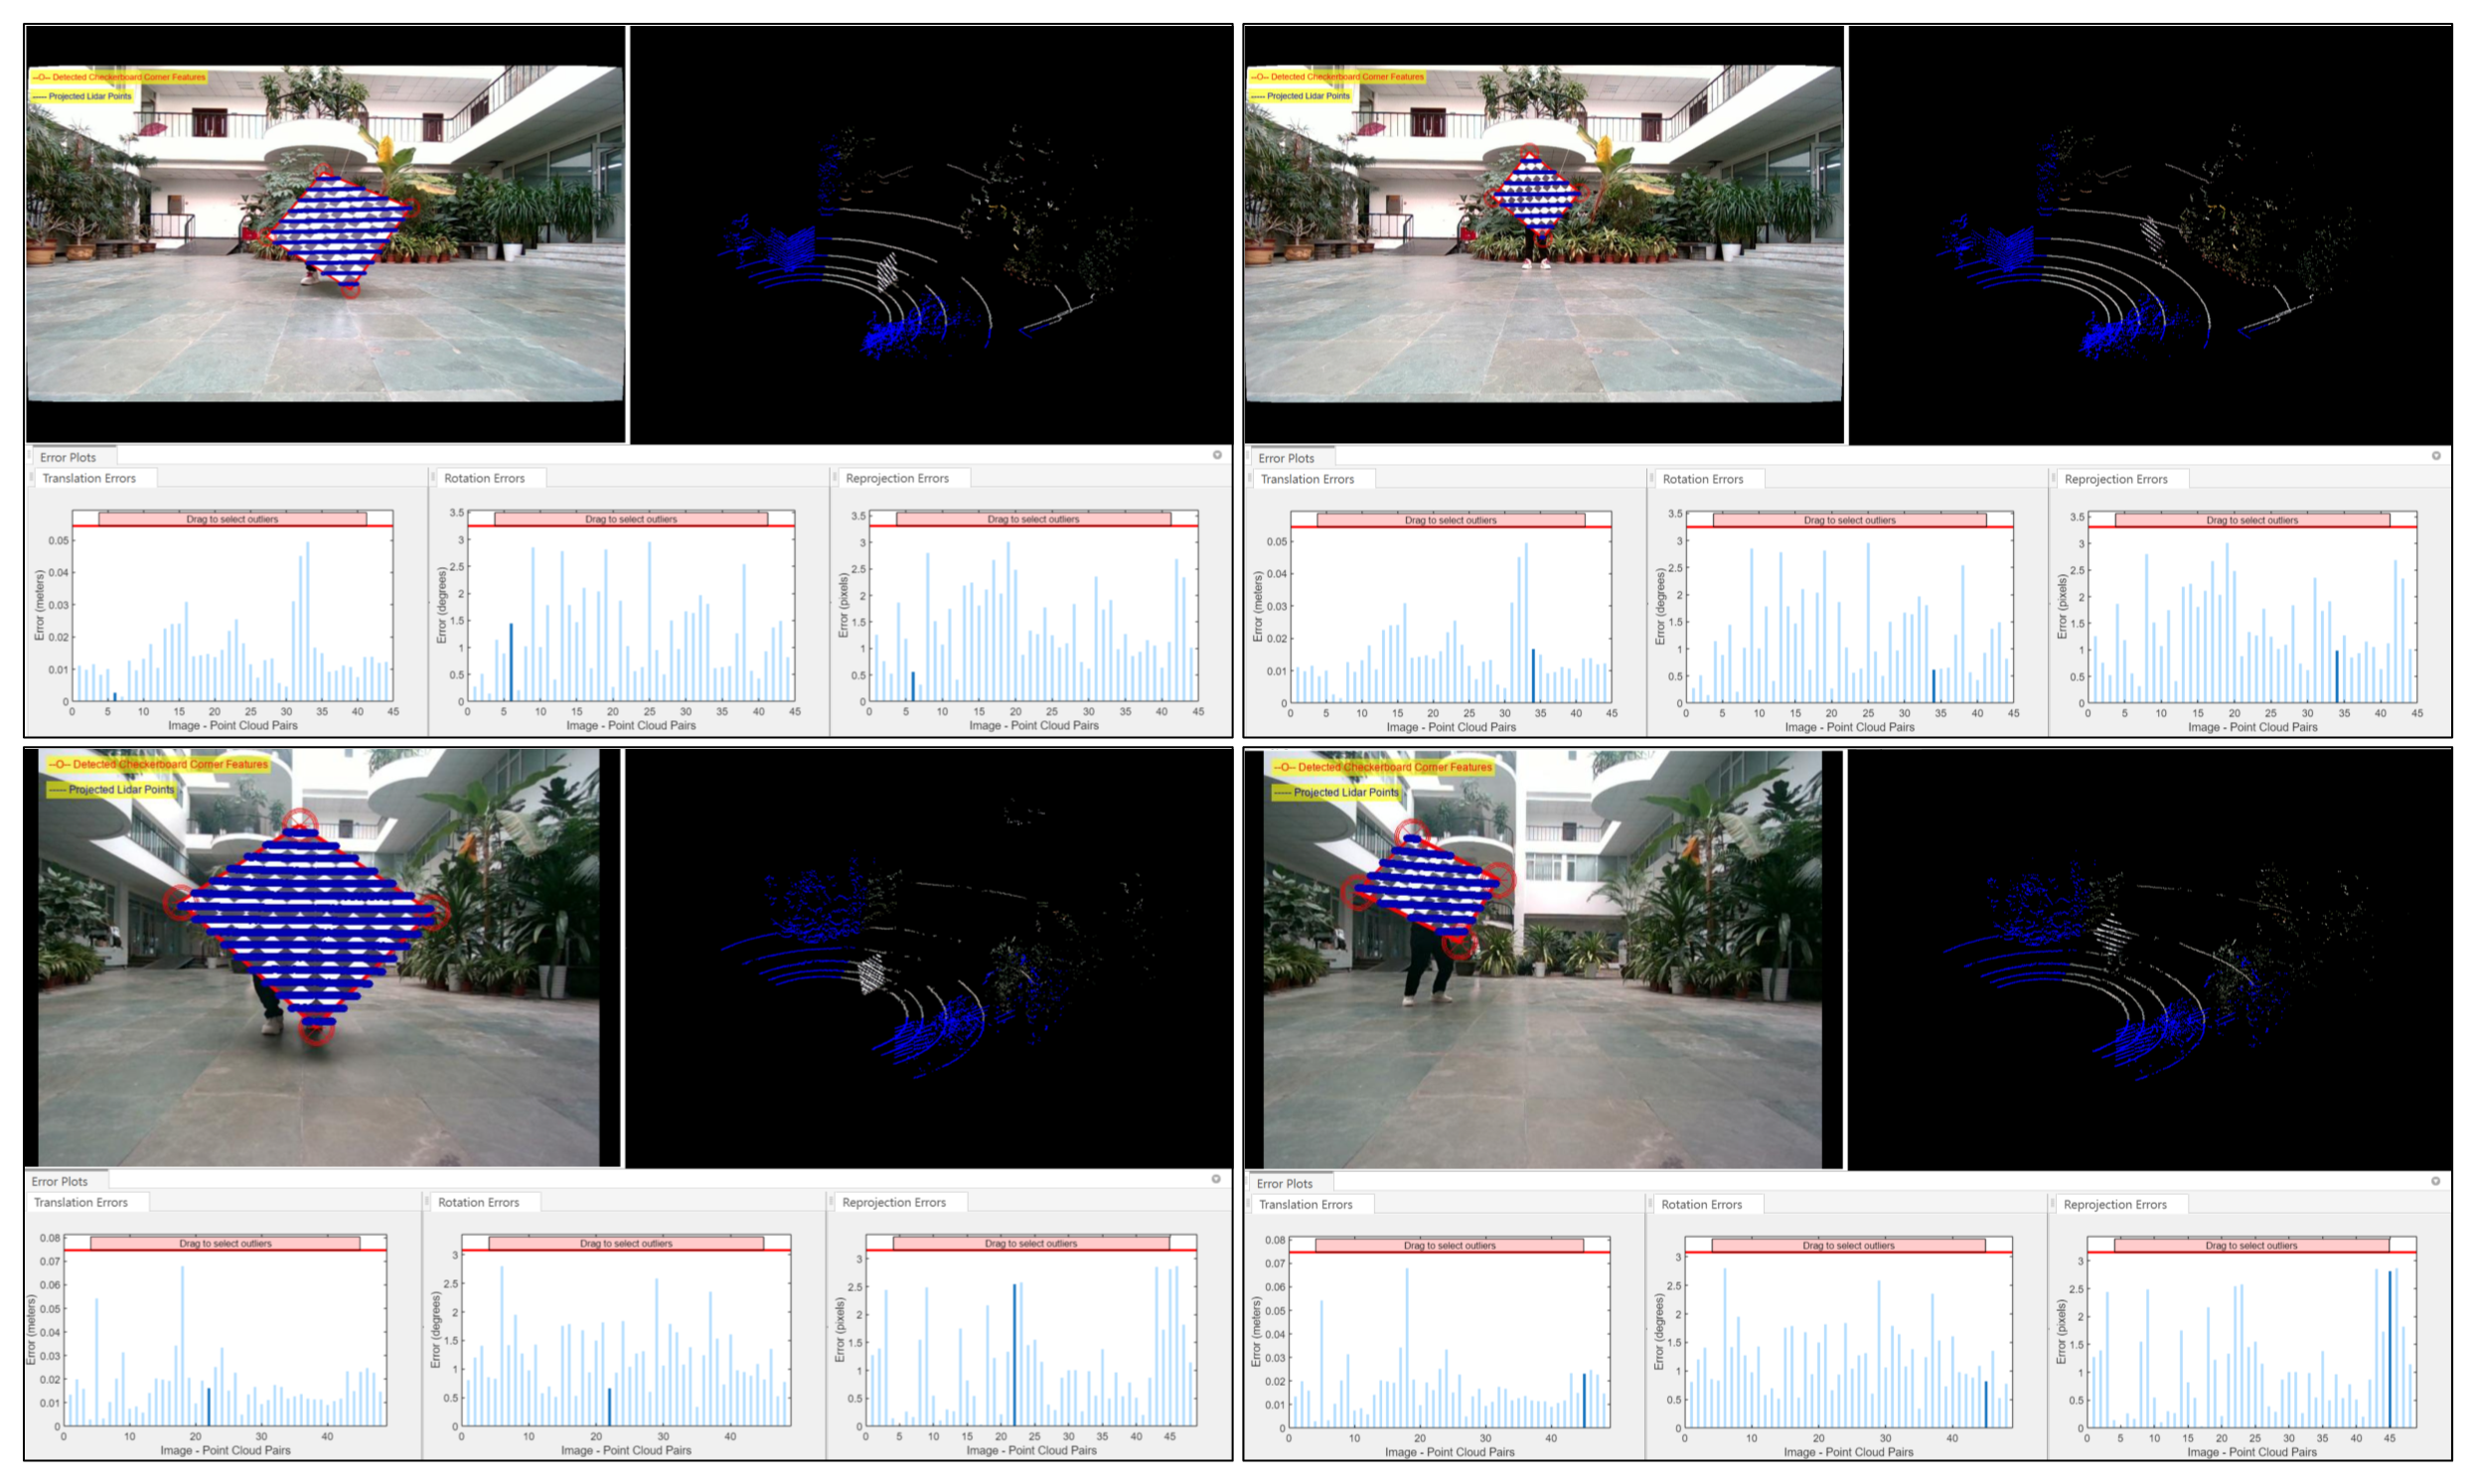 --O-- Detected Checkerboard Corner Features
----- Projected Lidar Points
Error Plots
Translation Errors
Rotation Errors
Reprojection Errors
Drag to select outliers
Error (meters)
0.05
0.04
0.03
0.02
0.01
0
0 5 10 15 20 25 30 35 40 45
Image - Point Cloud Pairs
Drag to select outliers
Error (degrees)
3.5
3
2.5
2
1.5
1
0.5
0
0 5 10 15 20 25 30 35 40 45
Image - Point Cloud Pairs
Drag to select outliers
Error (pixels)
3.5
3
2.5
2
1.5
1
0.5
0
0 5 10 15 20 25 30 35 40 45
Image - Point Cloud Pairs
--O-- Detected Checkerboard Corner Features
----- Projected Lidar Points
Error Plots
Translation Errors
Rotation Errors
Reprojection Errors
Drag to select outliers
Error (meters)
0.05
0.04
0.03
0.02
0.01
0
0 5 10 15 20 25 30 35 40 45
Image - Point Cloud Pairs
Drag to select outliers
Error (degrees)
3.5
3
2.5
2
1.5
1
0.5
0
0 5 10 15 20 25 30 35 40 45
Image - Point Cloud Pairs
Drag to select outliers
Error (pixels)
3.5
3
2.5
2
1.5
1
0.5
0
0 5 10 15 20 25 30 35 40 45
Image - Point Cloud Pairs
--O-- Detected Checkerboard Corner Features
----- Projected Lidar Points
Error Plots
Translation Errors
Rotation Errors
Reprojection Errors
Drag to select outliers
Error (meters)
0.08
0.07
0.06
0.05
0.04
0.03
0.02
0.01
0
0 10 20 30 40
Image - Point Cloud Pairs
Drag to select outliers
Error (degrees)
3
2.5
2
1.5
1
0.5
0
0 10 20 30 40
Image - Point Cloud Pairs
Drag to select outliers
Error (pixels)
3
2.5
2
1.5
1
0.5
0
0 5 10 15 20 25 30 35 40 45
Image - Point Cloud Pairs
--O-- Detected Checkerboard Corner Features
----- Projected Lidar Points
Error Plots
Translation Errors
Rotation Errors
Reprojection Errors
Drag to select outliers
Error (meters)
0.08
0.07
0.06
0.05
0.04
0.03
0.02
0.01
0
0 10 20 30 40
Image - Point Cloud Pairs
Drag to select outliers
Error (degrees)
3
2.5
2
1.5
1
0.5
0
0 10 20 30 40
Image - Point Cloud Pairs
Drag to select outliers
Error (pixels)
3
2.5
2
1.5
1
0.5
0
0 5 10 15 20 25 30 35 40 45
Image - Point Cloud Pairs